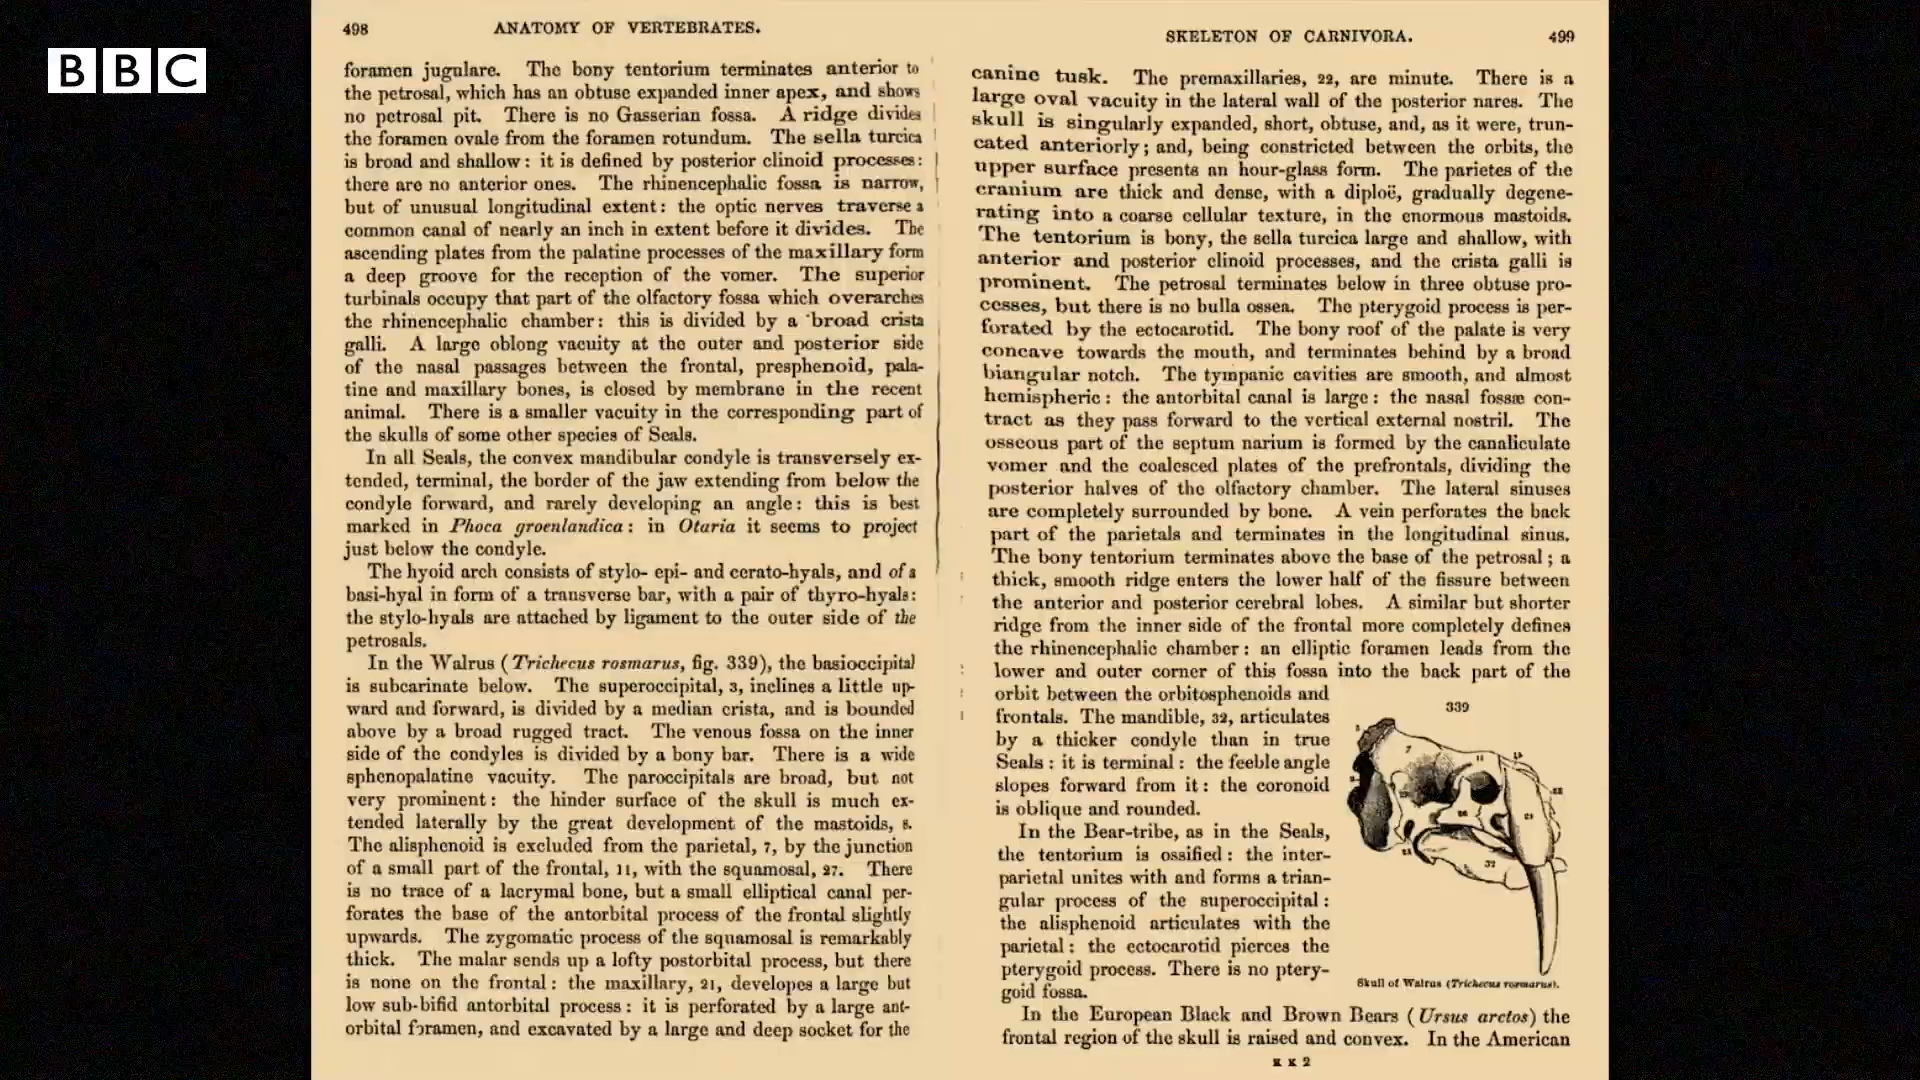 BBC
498 ANATOMY OF VERTEBRATES.
foramen jugulare. The bony tentorium terminates anterior to
the petrosal, which has an obtuse expanded inner apex, and shows
no petrosal pit. There is no Gasserian fossa. A ridge divides
the foramen ovale from the foramen rotundum. The sella turcica
is broad and shallow: it is defined by posterior clinoid processes:
there are no anterior ones. The rhinencephalic fossa is narrow,
but of unusual longitudinal extent: the optic nerves traverse a
common canal of nearly an inch in extent before it divides. The
ascending plates from the palatine processes of the maxillary form
a deep groove for the reception of the vomer. The superior
turbinals occupy that part of the olfactory fossa which overarches
the rhinencephalic chamber: this is divided by a broad crista
galli. A large oblong vacuity at the outer and posterior side
of the nasal passages between the frontal, presphenoid, pala-
tine and maxillary bones, is closed by membrane in the recent
animal. There is a smaller vacuity in the corresponding part of
the skulls of some other species of Seals.
In all Seals, the convex mandibular condyle is transversely ex-
tended, terminal, the border of the jaw extending from below the
condyle forward, and rarely developing an angle: this is best
marked in Phoca groenlandica: in Otaria it seems to project
just below the condyle.
The hyoid arch consists of stylo- epi- and cerato-hyals, and of a
basi-hyal in form of a transverse bar, with a pair of thyro-hyals:
the stylo-hyals are attached by ligament to the outer side of the
petrosals.
In the Walrus (Trichecus rosmarus, fig. 339), the basioccipital
is subcarinate below. The superoccipital, 3, inclines a little up-
ward and forward, is divided by a median crista, and is bounded
above by a broad rugged tract. The venous fossa on the inner
side of the condyles is divided by a bony bar. There is a wide
sphenopalatine vacuity. The paroccipitals are broad, but not
very prominent: the hinder surface of the skull is much ex-
tended laterally by the great development of the mastoids, 8.
The alisphenoid is excluded from the parietal, 7, by the junction
of a small part of the frontal, 11, with the squamosal, 27. There
is no trace of a lacrymal bone, but a small elliptical canal per-
forates the base of the antorbital process of the frontal slightly
upwards. The zygomatic process of the squamosal is remarkably
thick. The malar sends up a lofty postorbital process, but there
is none on the frontal: the maxillary, 21, developes a large but
low sub-bifid antorbital process: it is perforated by a large ant-
orbital foramen, and excavated by a large and deep socket for the
SKELETON OF CARNIVORA. 499
canine tusk. The premaxillaries, 22, are minute. There is a
large oval vacuity in the lateral wall of the posterior nares. The
skull is singularly expanded, short, obtuse, and, as it were, trun-
cated anteriorly; and, being constricted between the orbits, the
upper surface presents an hour-glass form. The parietes of the
cranium are thick and dense, with a diploë, gradually degene-
rating into a coarse cellular texture, in the enormous mastoids.
The tentorium is bony, the sella turcica large and shallow, with
anterior and posterior clinoid processes, and the crista galli is
prominent. The petrosal terminates below in three obtuse pro-
cesses, but there is no bulla ossea. The pterygoid process is per-
forated by the ectocarotid. The bony roof of the palate is very
concave towards the mouth, and terminates behind by a broad
biangular notch. The tympanic cavities are smooth, and almost
hemispheric: the antorbital canal is large: the nasal fossæ con-
tract as they pass forward to the vertical external nostril. The
osseous part of the septum narium is formed by the canaliculate
vomer and the coalesced plates of the prefrontals, dividing the
posterior halves of the olfactory chamber. The lateral sinuses
are completely surrounded by bone. A vein perforates the back
part of the parietals and terminates in the longitudinal sinus.
The bony tentorium terminates above the base of the petrosal; a
thick, smooth ridge enters the lower half of the fissure between
the anterior and posterior cerebral lobes. A similar but shorter
ridge from the inner side of the frontal more completely defines
the rhinencephalic chamber: an elliptic foramen leads from the
lower and outer corner of this fossa into the back part of the
orbit between the orbitosphenoids and
frontals. The mandible, 32, articulates
by a thicker condyle than in true
Seals: it is terminal: the feeble angle
slopes forward from it: the coronoid
is oblique and rounded.
In the Bear-tribe, as in the Seals,
the tentorium is ossified: the inter-
parietal unites with and forms a trian-
gular process of the superoccipital:
the alisphenoid articulates with the
parietal: the ectocarotid pierces the
pterygoid process. There is no ptery-
goid fossa.
339
7
11
21
32
Skull of Walrus (Trichecus rosmarus).
In the European Black and Brown Bears (Ursus arctos) the
frontal region of the skull is raised and convex. In the American
K K 2